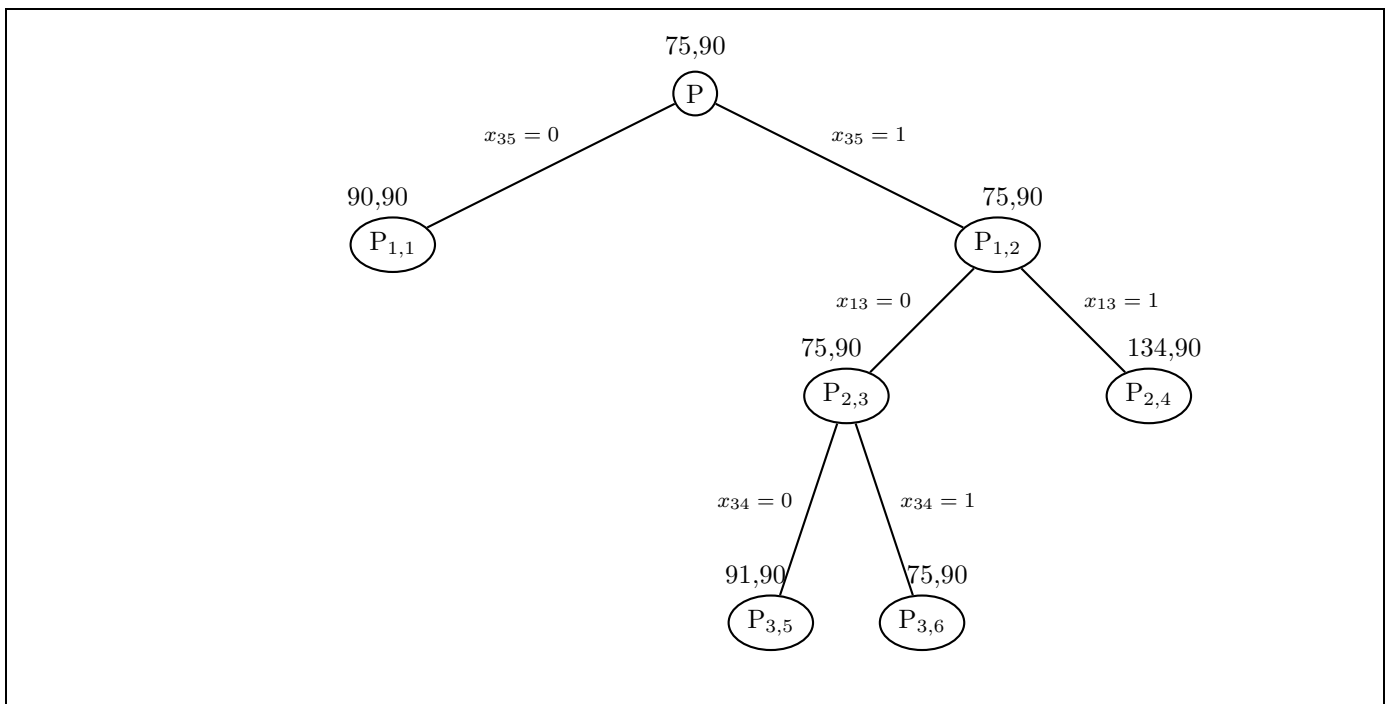 75,90
P
x₃₅ = 0
x₃₅ = 1
90,90
75,90
P₁,₁
P₁,₂
x₁₃ = 0
x₁₃ = 1
75,90
134,90
P₂,₃
P₂,₄
x₃₄ = 0
x₃₄ = 1
91,90
75,90
P₃,₅
P₃,₆